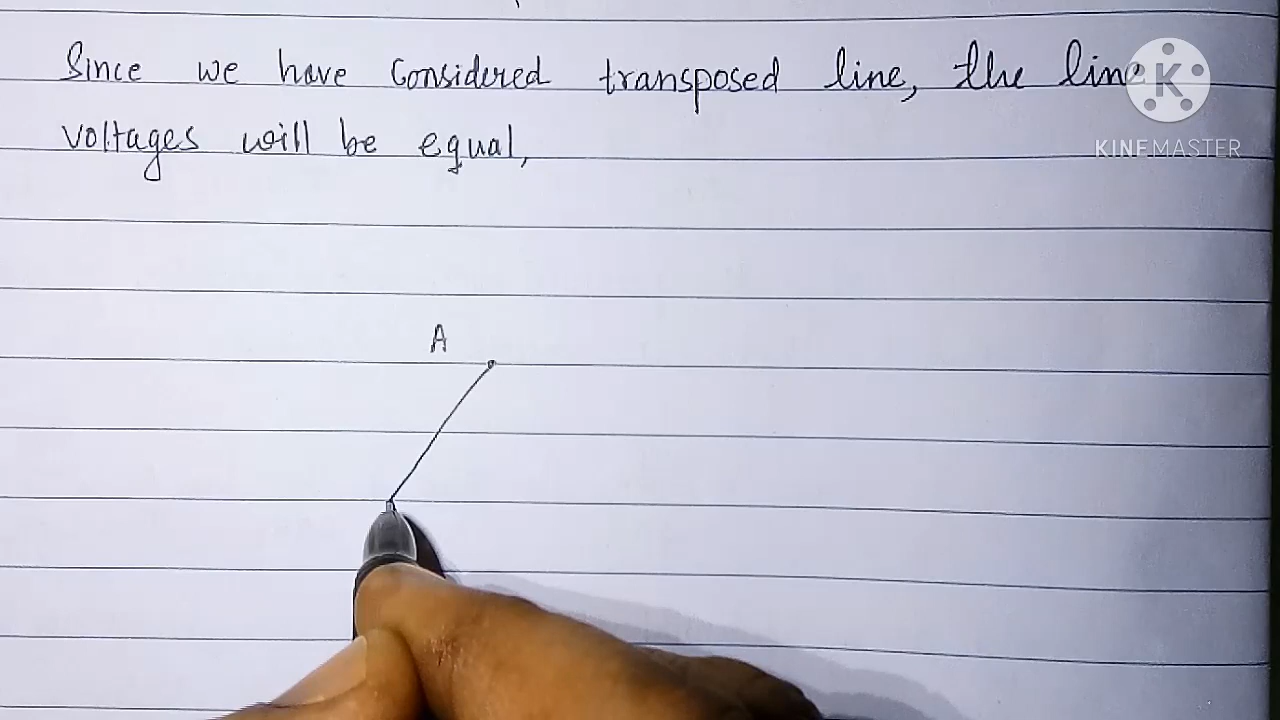 Since we have Considered transposed line, the line
voltages will be equal,
K
KINEMASTER
A